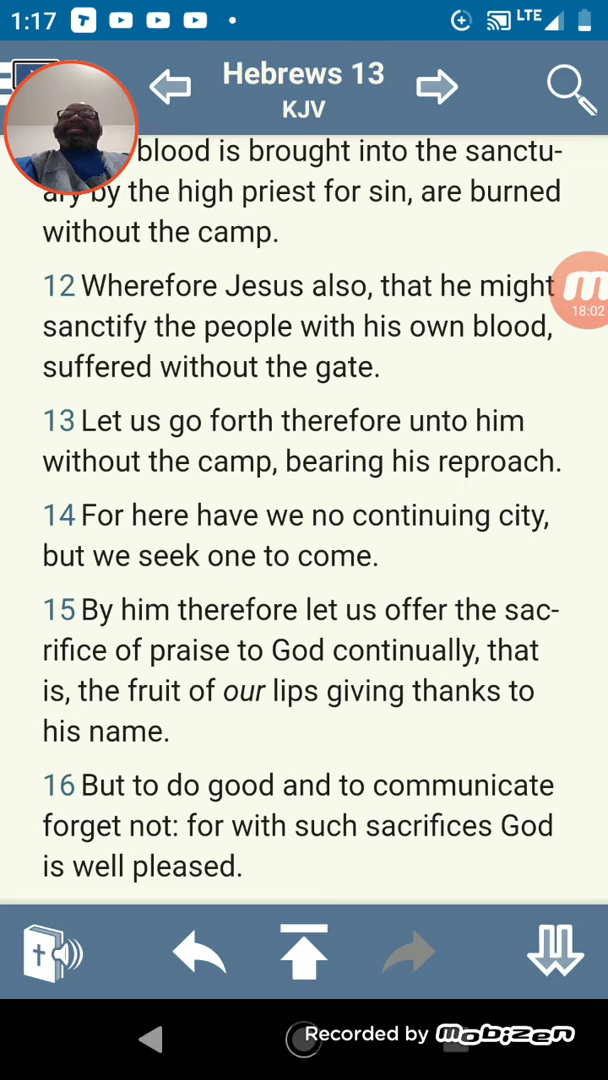 1:17
LTE
Hebrews 13
KJV
blood is brought into the sanctu-
ary by the high priest for sin, are burned
without the camp.
12 Wherefore Jesus also, that he might
sanctify the people with his own blood,
suffered without the gate.
18:02
13 Let us go forth therefore unto him
without the camp, bearing his reproach.
14 For here have we no continuing city,
but we seek one to come.
15 By him therefore let us offer the sac-
rifice of praise to God continually, that
is, the fruit of our lips giving thanks to
his name.
16 But to do good and to communicate
forget not: for with such sacrifices God
is well pleased.
Recorded by mobizen